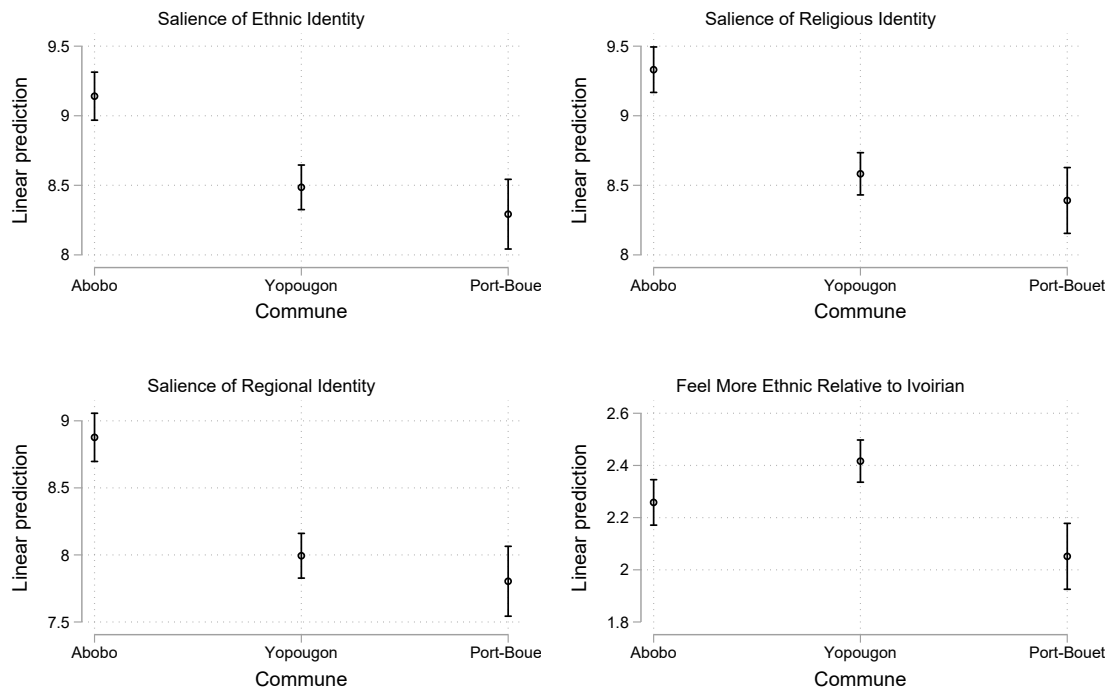 Salience of Ethnic Identity
Linear prediction
9.5
9
8.5
8
Abobo Yopougon Port-Boue
Commune
Salience of Religious Identity
Linear prediction
9.5
9
8.5
8
Abobo Yopougon Port-Bouet
Commune
Salience of Regional Identity
Linear prediction
9
8.5
8
7.5
Abobo Yopougon Port-Boue
Commune
Feel More Ethnic Relative to Ivoirian
Linear prediction
2.6
2.4
2.2
2
1.8
Abobo Yopougon Port-Bouet
Commune